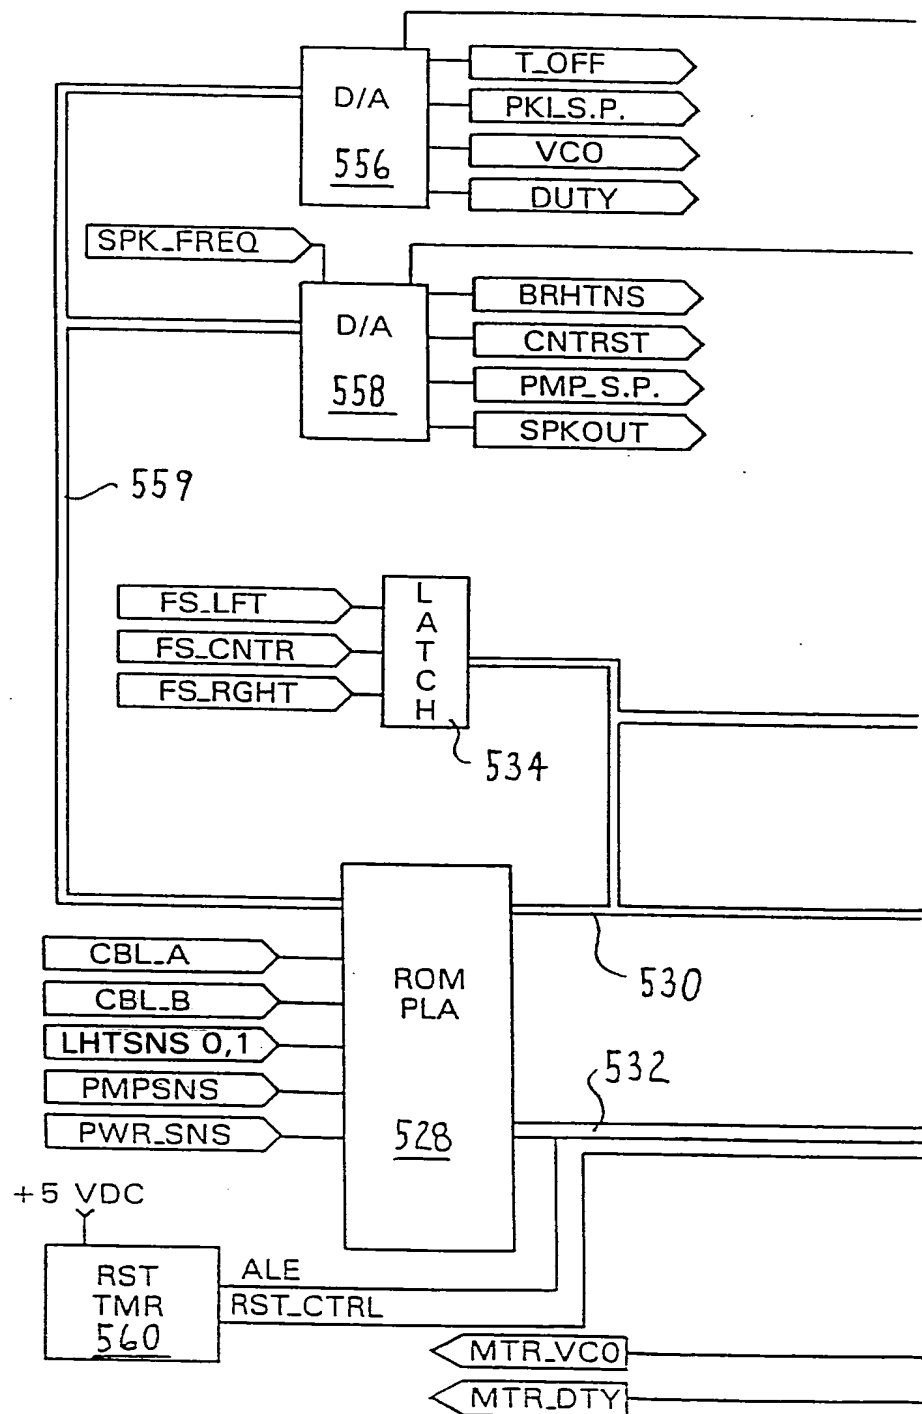 T_OFF
D/A
PKI_S.P.
VCO
556
DUTY
SPK_FREQ
BRHTNS
D/A
CNTRST
558
PMP_S.P.
SPKOUT
559
FS_LFT
FS_CNTR
FS_RGHT
LATCH
534
CBL_A
ROM
PLA
530
CBL_B
LHTSNS 0,1
532
PMPSNS
PWR_SNS
528
+5 VDC
RST
TMR
560
ALE
RST_CTRL
MTR_VCO
MTR_DTY